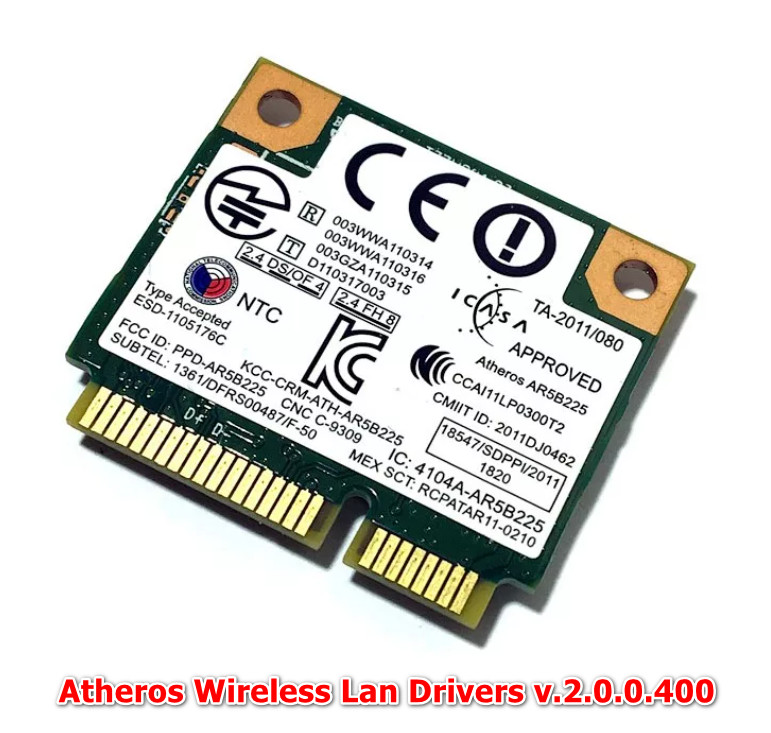 CE
R
003WWA110314
003WWA110316
T
003GZA110315
D110317003
2.4 DS/OF 4
2.4 FH 8
ICASA
TA-2011/080
APPROVED
NTC
Type Accepted
ESD-1105176C
KC
Atheros AR5B225
CCAI11LP0300T2
CMIIT ID: 2011DJ0462
FCC ID: PPD-AR5B225
KCC-CRM-ATH-AR5B225
18547/SDPPI/2011
1820
SUBTEL: 1361/DFRS00487/F-50
CNC C-9309
IC: 4104A-AR5B225
MEX SCT: RCPATAR11-0210
Atheros Wireless Lan Drivers v.2.0.0.400